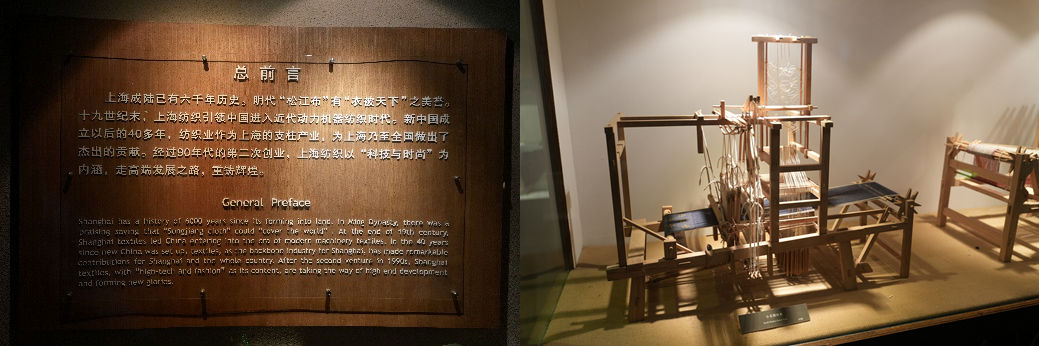 总前言
上海成陆已有六千年历史。明代“松江布”有“衣被天下”之美誉。
十九世纪末，上海纺织引领中国进入近代动力机器纺织时代。新中国成
立以后的40多年，纺织业作为上海的支柱产业，为上海乃至全国做出了
杰出的贡献。经过90年代的第二次创业，上海纺织以“科技与时尚”为
内涵，走高端发展之路，重铸辉煌。
General Preface
Shanghai has a history of 6000 years since its forming into land. In Ming Dynasty, there was a
praising saying that "Songjiang cloth" could "cover the world". At the end of 19th century,
Shanghai textiles led China entering into the era of modern machinery textiles. In the 40 years
since new China was set up, textiles, as the backbone industry for Shanghai, has made remarkable
contributions for Shanghai and the whole country. After the second venture in 1990s, Shanghai
textiles, with "high-tech and fashion" as its content, are taking the way of high end development
and forming new glories.